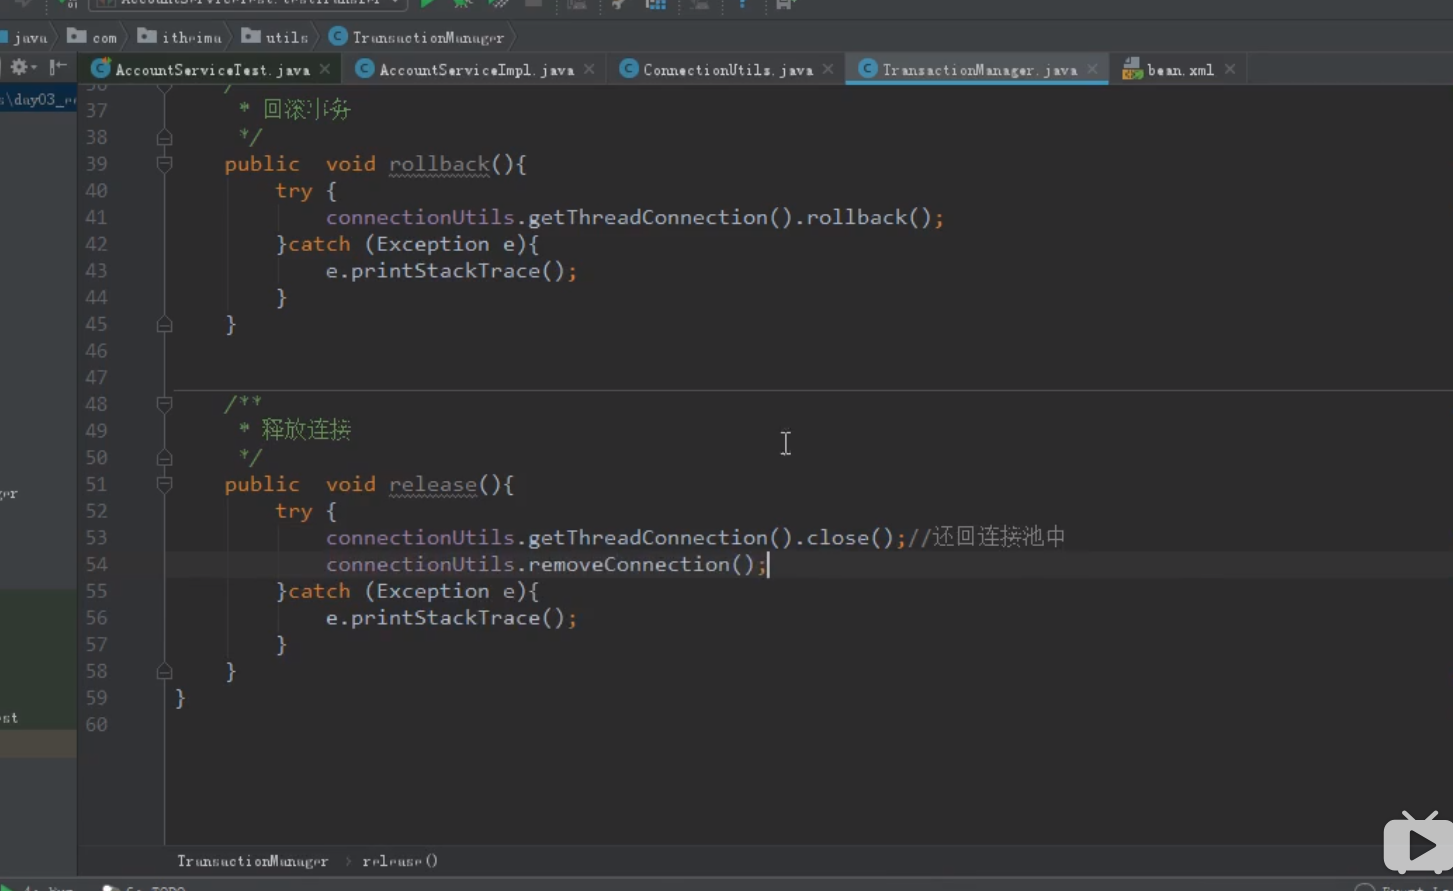 java com itheima utils TransactionManager
AccountServiceTest.java AccountServiceImpl.java ConnectionUtils.java TransactionManager.java bean.xml
37 * 回滚事务
38 */
39 public void rollback(){
40 try {
41 connectionUtils.getThreadConnection().rollback();
42 }catch (Exception e){
43 e.printStackTrace();
44 }
45 }
46
47
48 /**
49 * 释放连接
50 */
51 public void release(){
52 try {
53 connectionUtils.getThreadConnection().close();//还回连接池中
54 connectionUtils.removeConnection();
55 }catch (Exception e){
56 e.printStackTrace();
57 }
58 }
59 }
60
TransactionManager › release()